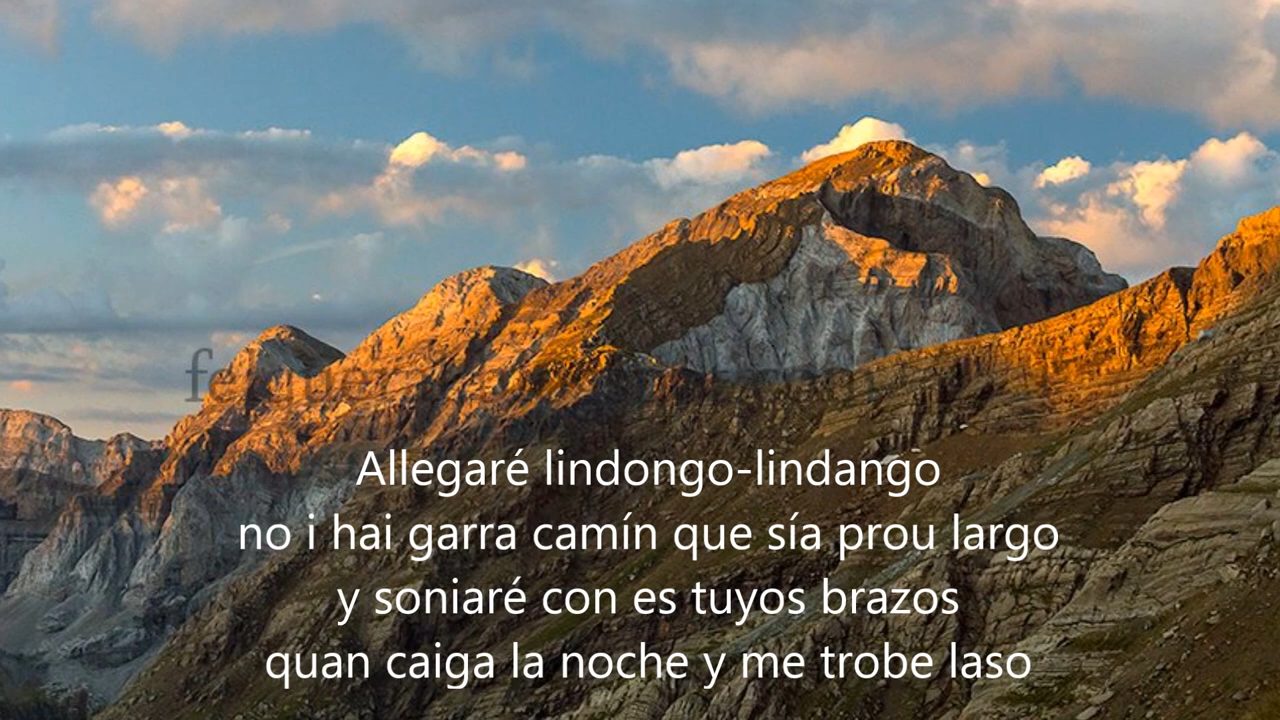 Allegaré lindongo-lindango
no i hai garra camín que sía prou largo
y soniaré con es tuyos brazos
quan caiga la noche y me trobe laso